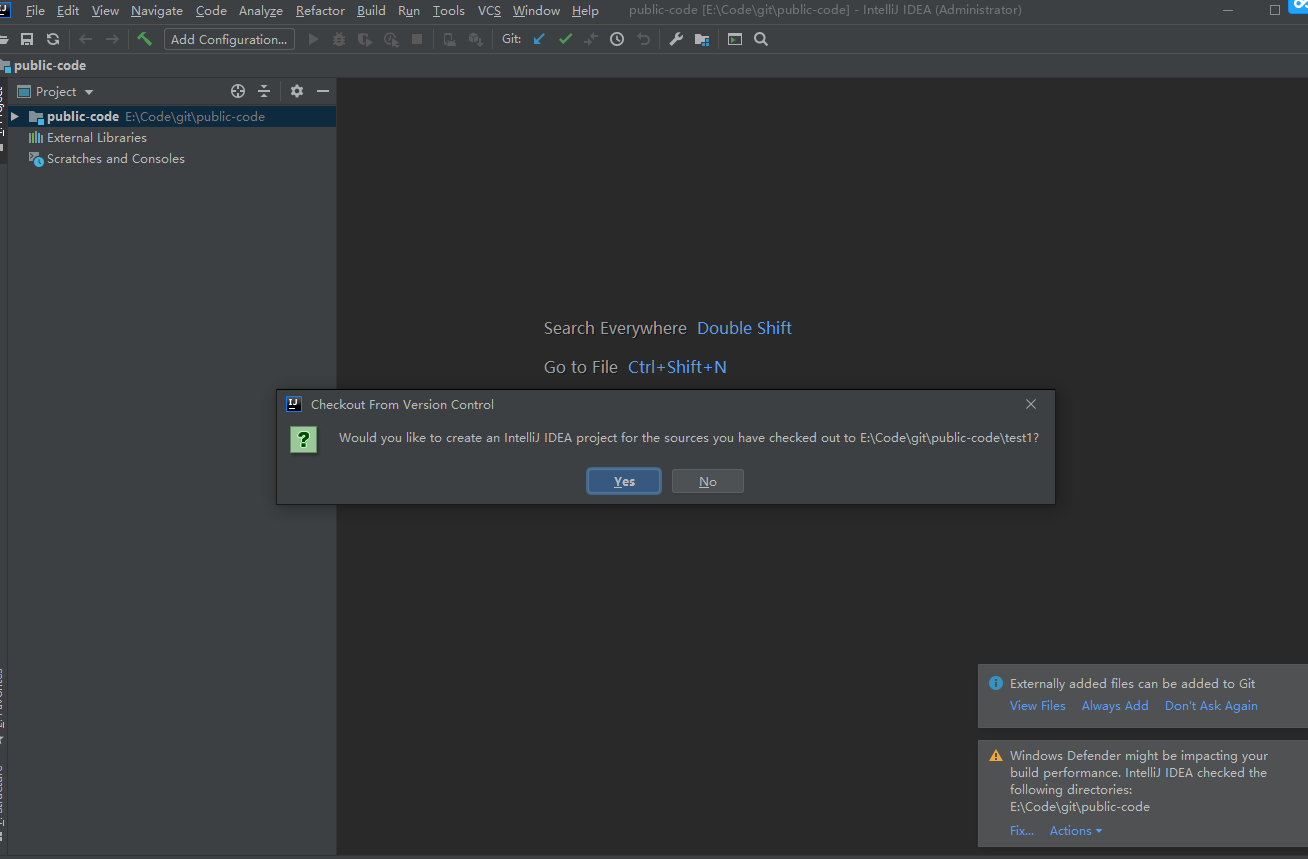 File Edit View Navigate Code Analyze Refactor Build Run Tools VCS Window Help public-code [E:\Code\git\public-code] - IntelliJ IDEA (Administrator)
Add Configuration... Git:
public-code
Project
public-code E:\Code\git\public-code
External Libraries
Scratches and Consoles
Search Everywhere Double Shift
Go to File Ctrl+Shift+N
IJ Checkout From Version Control
? Would you like to create an IntelliJ IDEA project for the sources you have checked out to E:\Code\git\public-code\test1?
Yes No
Externally added files can be added to Git
View Files Always Add Don't Ask Again
Windows Defender might be impacting your
build performance. IntelliJ IDEA checked the
following directories:
E:\Code\git\public-code
Fix... Actions